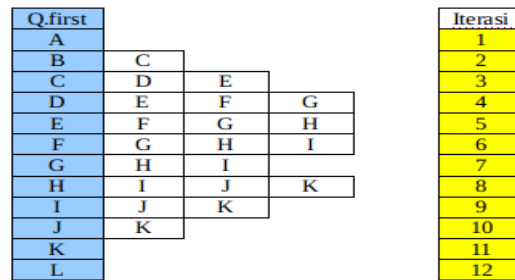 Q.first Iterasi
A 1
B C 2
C D E 3
D E F G 4
E F G H 5
F G H I 6
G H I 7
H I J K 8
I J K 9
J K 10
K 11
L 12